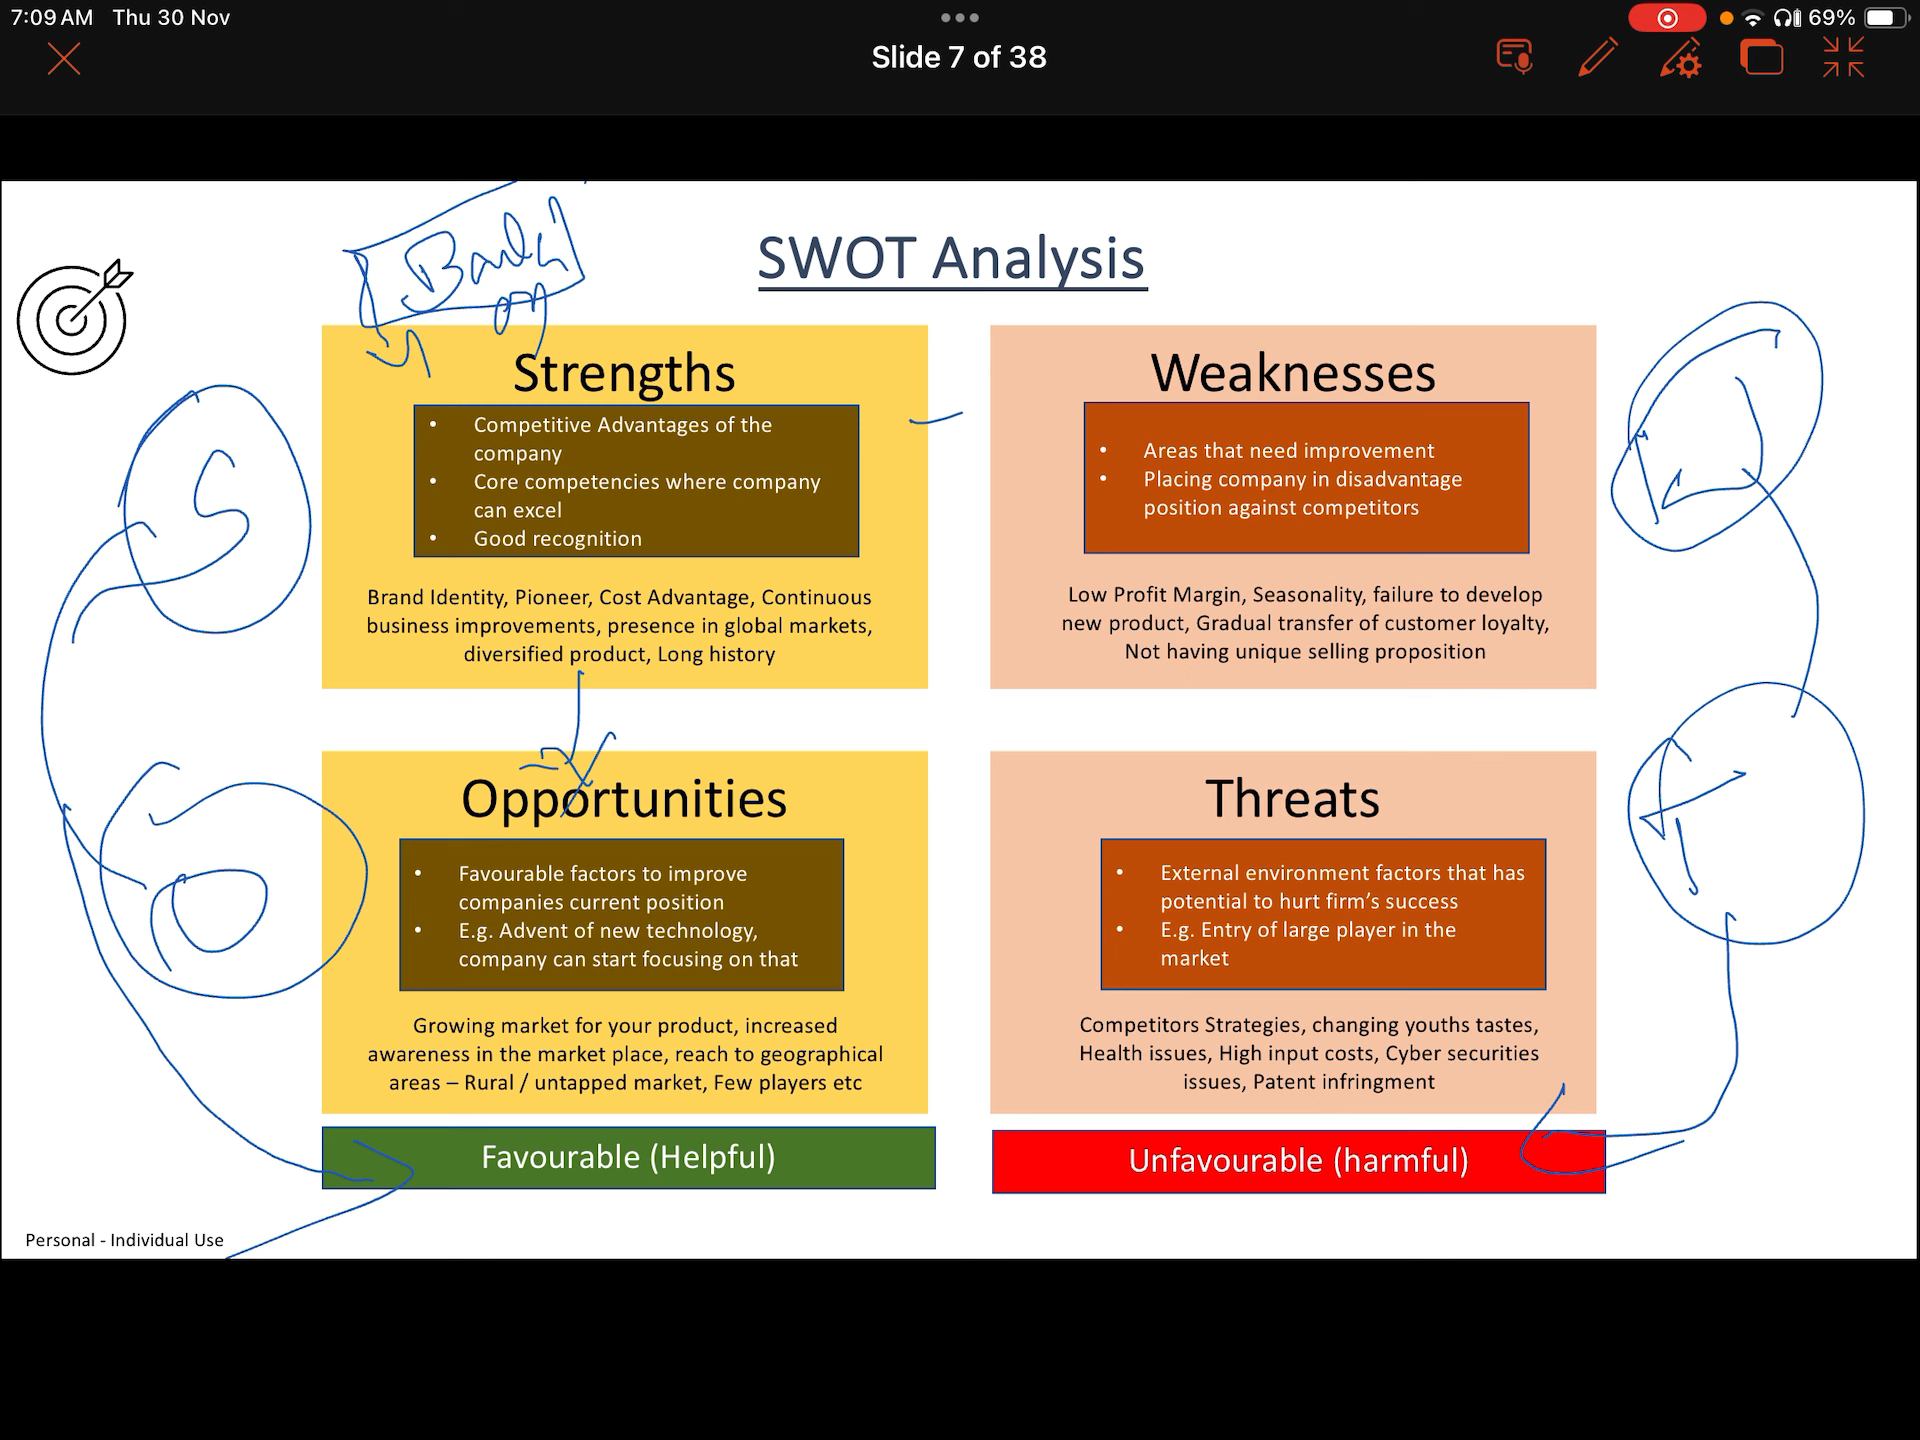 7:09 AM Thu 30 Nov
69%
Slide 7 of 38
SWOT Analysis
Strengths
• Competitive Advantages of the
company
• Core competencies where company
can excel
• Good recognition
Brand Identity, Pioneer, Cost Advantage, Continuous
business improvements, presence in global markets,
diversified product, Long history
Weaknesses
• Areas that need improvement
• Placing company in disadvantage
position against competitors
Low Profit Margin, Seasonality, failure to develop
new product, Gradual transfer of customer loyalty,
Not having unique selling proposition
S
Opportunities
• Favourable factors to improve
companies current position
• E.g. Advent of new technology,
company can start focusing on that
Growing market for your product, increased
awareness in the market place, reach to geographical
areas – Rural / untapped market, Few players etc
O
Threats
• External environment factors that has
potential to hurt firm’s success
• E.g. Entry of large player in the
market
Competitors Strategies, changing youths tastes,
Health issues, High input costs, Cyber securities
issues, Patent infringment
Favourable (Helpful)
Unfavourable (harmful)
Personal - Individual Use